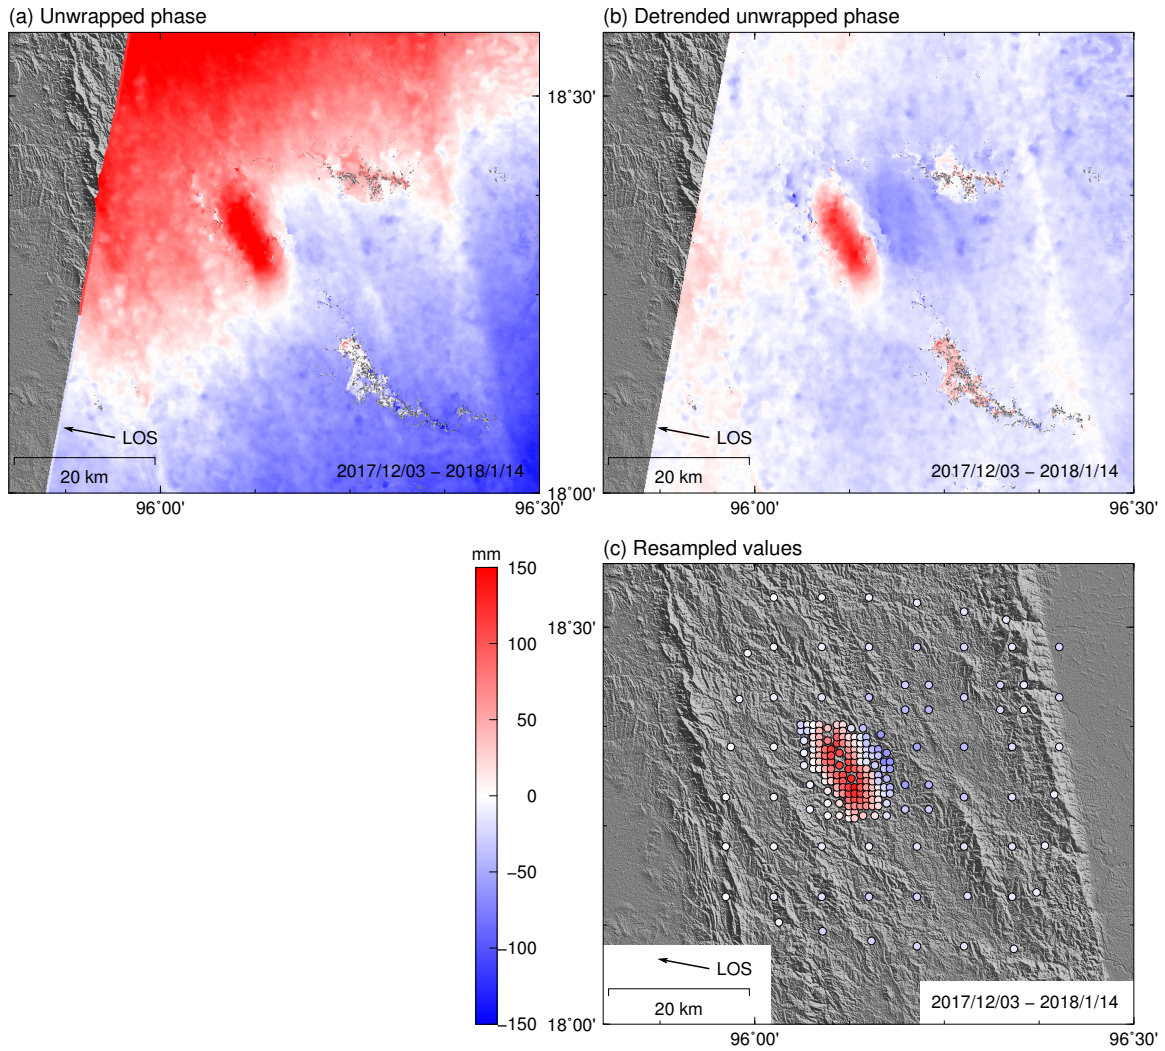 (a) Unwrapped phase
(b) Detrended unwrapped phase
18˚30'
LOS
20 km
2017/12/03 − 2018/1/14
LOS
20 km
2017/12/03 − 2018/1/14
18˚00'
96˚00'
96˚30'
96˚00'
96˚30'
(c) Resampled values
mm
150
100
50
0
−50
−100
−150
18˚30'
LOS
20 km
2017/12/03 − 2018/1/14
18˚00'
96˚00'
96˚30'